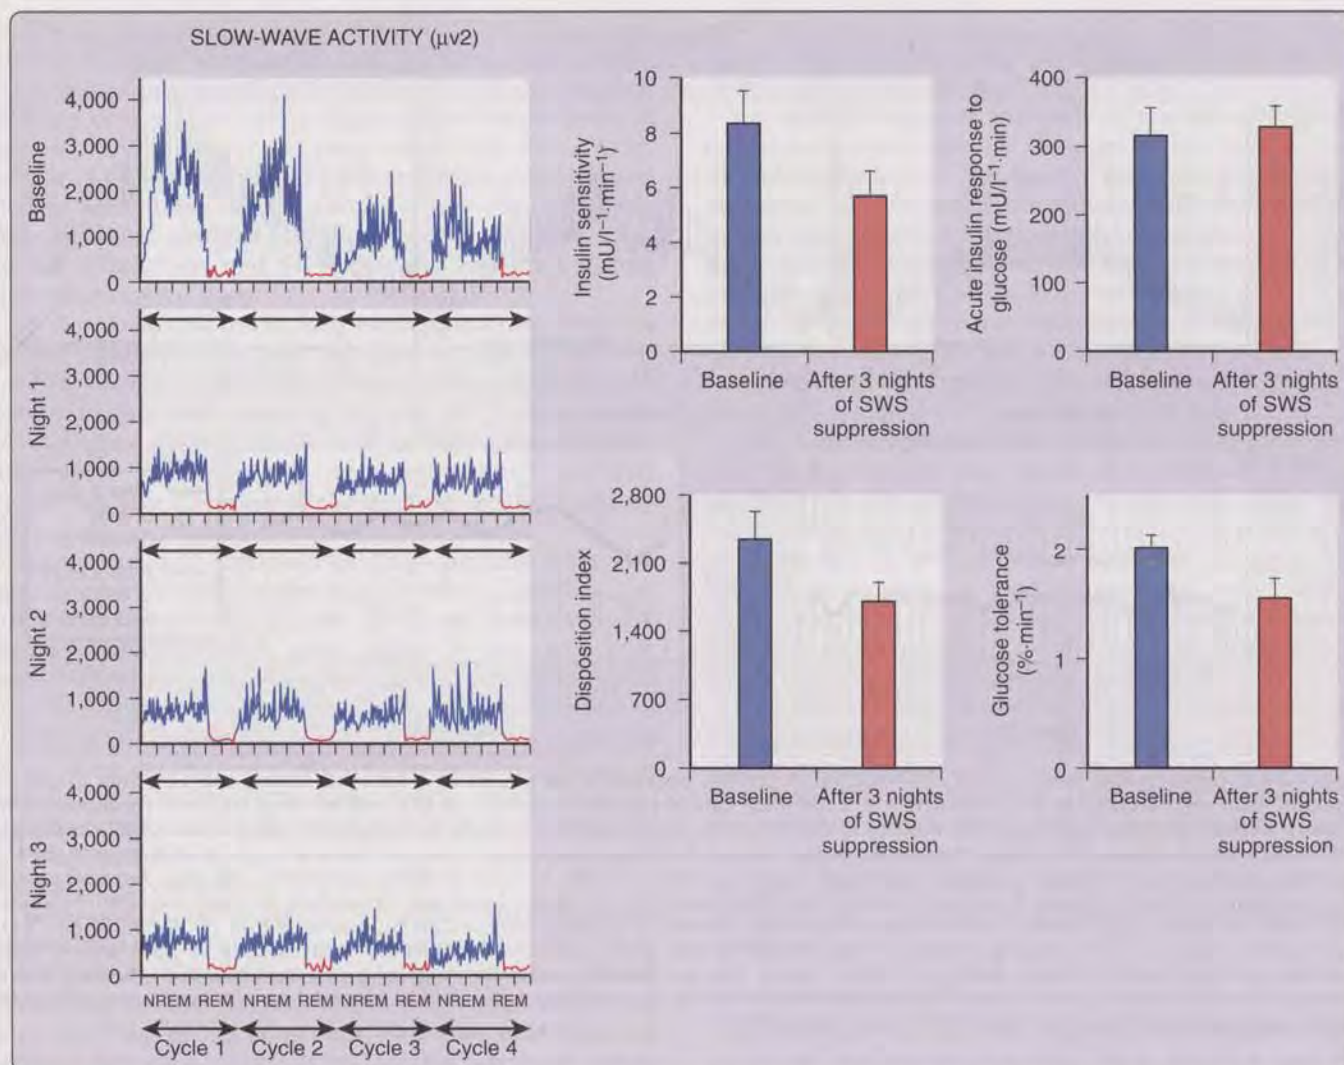 SLOW-WAVE ACTIVITY (μv2)
Baseline
4,000
3,000
2,000
1,000
0
Night 1
4,000
3,000
2,000
1,000
0
Night 2
4,000
3,000
2,000
1,000
0
Night 3
4,000
3,000
2,000
1,000
0
NREM REM NREM REM NREM REM NREM REM
Cycle 1 Cycle 2 Cycle 3 Cycle 4
Insulin sensitivity
(mU/l⁻¹·min⁻¹)
10
8
6
4
2
0
Baseline After 3 nights
of SWS
suppression
Acute insulin response to
glucose (mU/l⁻¹·min)
400
300
200
100
0
Baseline After 3 nights
of SWS
suppression
Disposition index
2,800
2,100
1,400
700
0
Baseline After 3 nights
of SWS
suppression
Glucose tolerance
(%·min⁻¹)
2
1
0
Baseline After 3 nights
of SWS
suppression